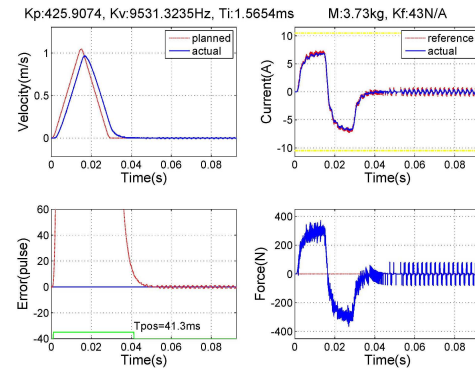 Kp:425.9074, Kv:9531.3235Hz, Ti:1.5654ms M:3.73kg, Kf:43N/A
planned
actual
Velocity(m/s)
1
0.5
0
0 0.02 0.04 0.06 0.08
Time(s)
reference
actual
Current(A)
10
5
0
-5
-10
0 0.02 0.04 0.06 0.08
Time(s)
Error(pulse)
60
40
20
0
-20
-40
Tpos=41.3ms
0 0.02 0.04 0.06 0.08
Time(s)
Force(N)
400
200
0
-200
-400
0 0.02 0.04 0.06 0.08
Time(s)